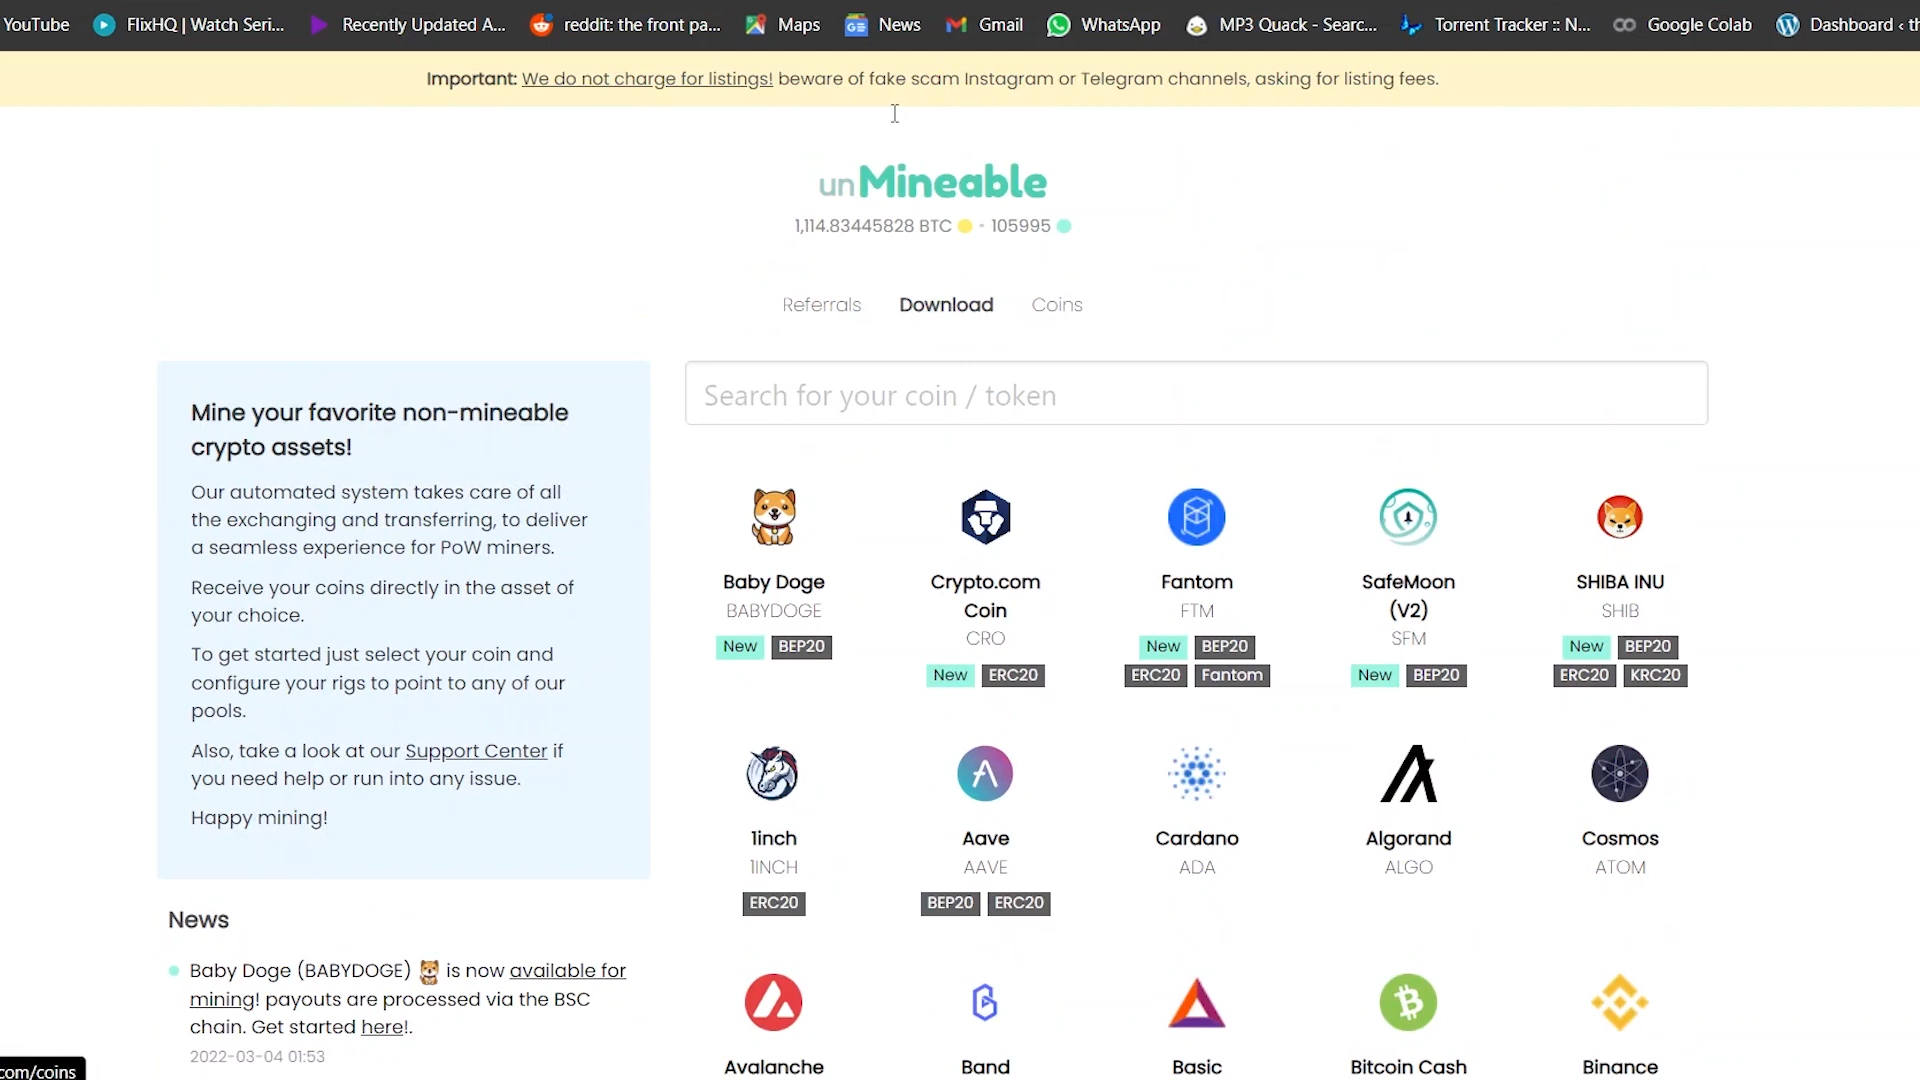 YouTube FlixHQ | Watch Seri... Recently Updated A... reddit: the front pa... Maps News Gmail WhatsApp MP3 Quack - Searc... Torrent Tracker :: N... Google Colab Dashboard ‹ th
Important: We do not charge for listings! beware of fake scam Instagram or Telegram channels, asking for listing fees.
unMineable
1,114.83445828 BTC - 105995
Referrals Download Coins
Mine your favorite non-mineable
crypto assets!
Our automated system takes care of all
the exchanging and transferring, to deliver
a seamless experience for PoW miners.
Receive your coins directly in the asset of
your choice.
To get started just select your coin and
configure your rigs to point to any of our
pools.
Also, take a look at our Support Center if
you need help or run into any issue.
Happy mining!
News
Baby Doge (BABYDOGE) is now available for
mining! payouts are processed via the BSC
chain. Get started here!.
2022-03-04 01:53
com/coins
Search for your coin / token
Baby Doge
BABYDOGE
New BEP20
Crypto.com
Coin
CRO
New ERC20
Fantom
FTM
New BEP20
ERC20 Fantom
SafeMoon
(V2)
SFM
New BEP20
SHIBA INU
SHIB
New BEP20
ERC20 KRC20
1inch
1INCH
ERC20
Aave
AAVE
BEP20 ERC20
Cardano
ADA
Algorand
ALGO
Cosmos
ATOM
Avalanche
Band
Basic
Bitcoin Cash
Binance